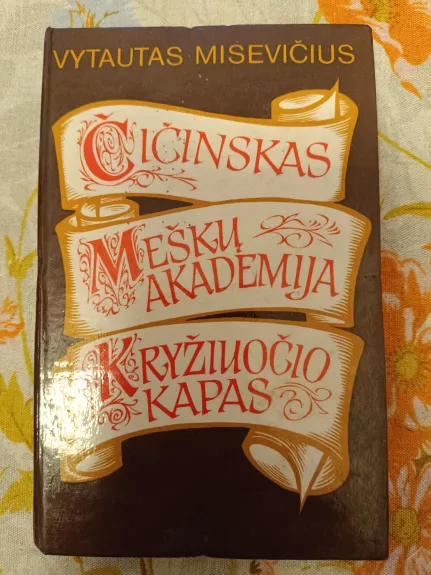 VYTAUTAS MISEVIČIUS
ČIČINSKAS
MEŠKŲ
AKADEMIJA
KRYŽIUOČIO
KAPAS